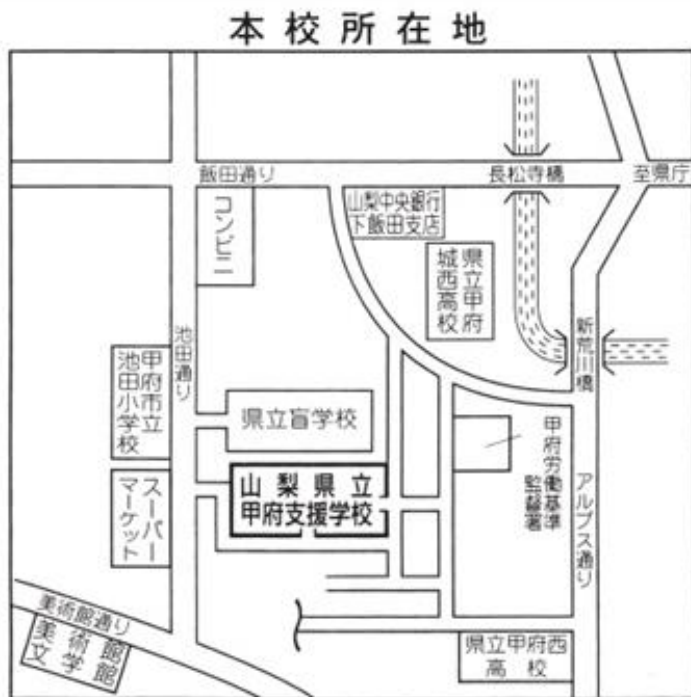 本校所在地
飯田通り
長松寺橋
至県庁
コンビニ
山梨中央銀行
下飯田支店
県立甲府
城西高校
池田通り
新荒川橋
甲府市立
池田小学校
県立盲学校
甲府労働基準
監督署
山梨県立
甲府支援学校
スーパー
マーケット
アルプス通り
美術館通り
美術館
文学館
県立甲府西
高校